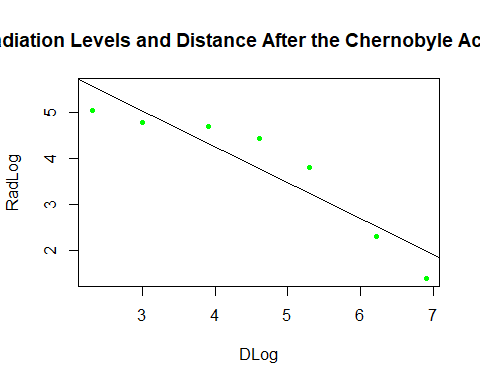 adiation Levels and Distance After the Chernobyle Ac
5
4
3
2
RadLog
3 4 5 6 7
DLog